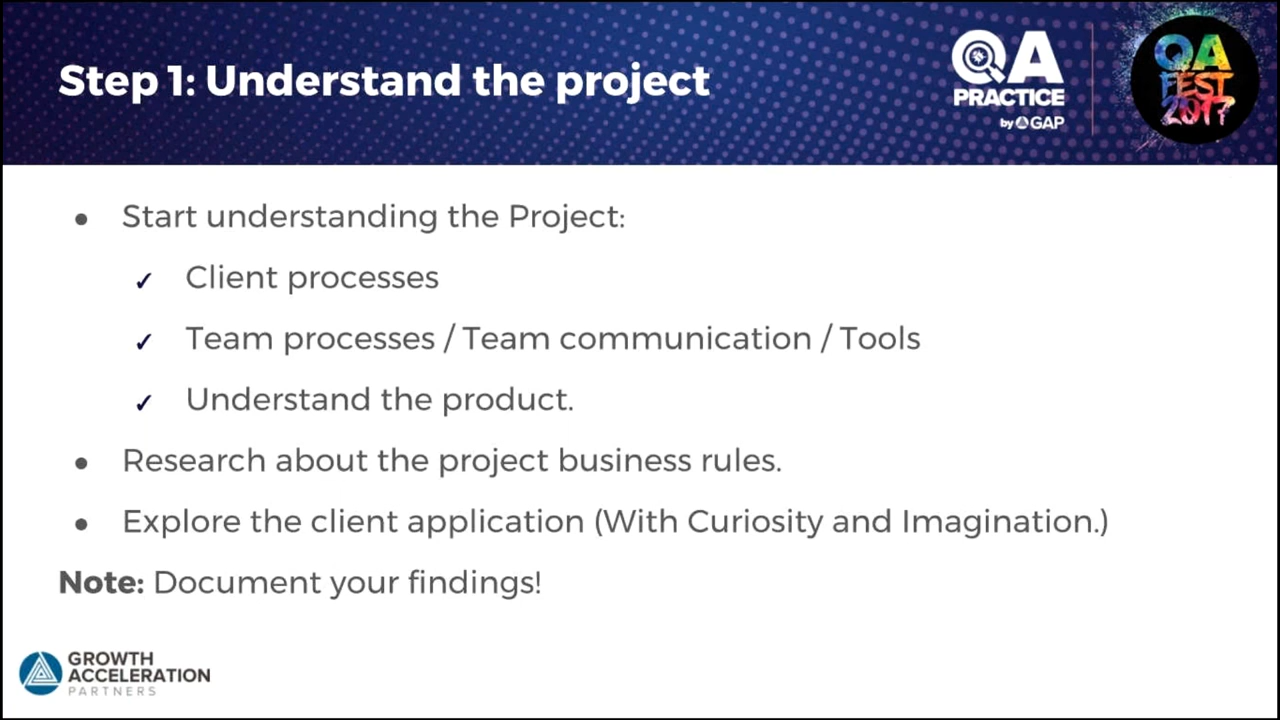 Step 1: Understand the project
QA
PRACTICE
by GAP
QA
FEST
2017
● Start understanding the Project:
✓ Client processes
✓ Team processes / Team communication / Tools
✓ Understand the product.
● Research about the project business rules.
● Explore the client application (With Curiosity and Imagination.)
Note: Document your findings!
GROWTH
ACCELERATION
PARTNERS